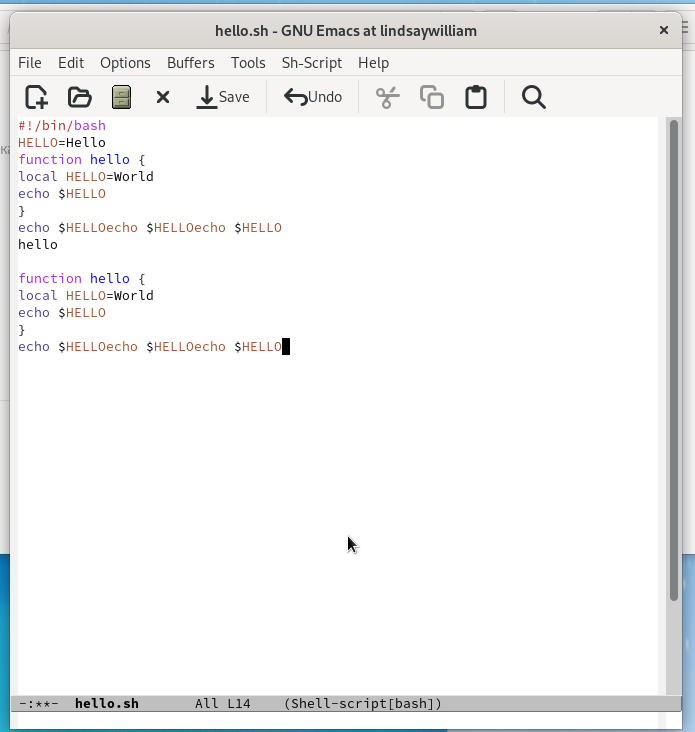 hello.sh - GNU Emacs at lindsaywilliam
File Edit Options Buffers Tools Sh-Script Help
Save Undo
#!/bin/bash
HELLO=Hello
function hello {
local HELLO=World
echo $HELLO
}
echo $HELLOecho $HELLOecho $HELLO
hello
function hello {
local HELLO=World
echo $HELLO
}
echo $HELLOecho $HELLOecho $HELLO
-:**- hello.sh All L14 (Shell-script[bash])